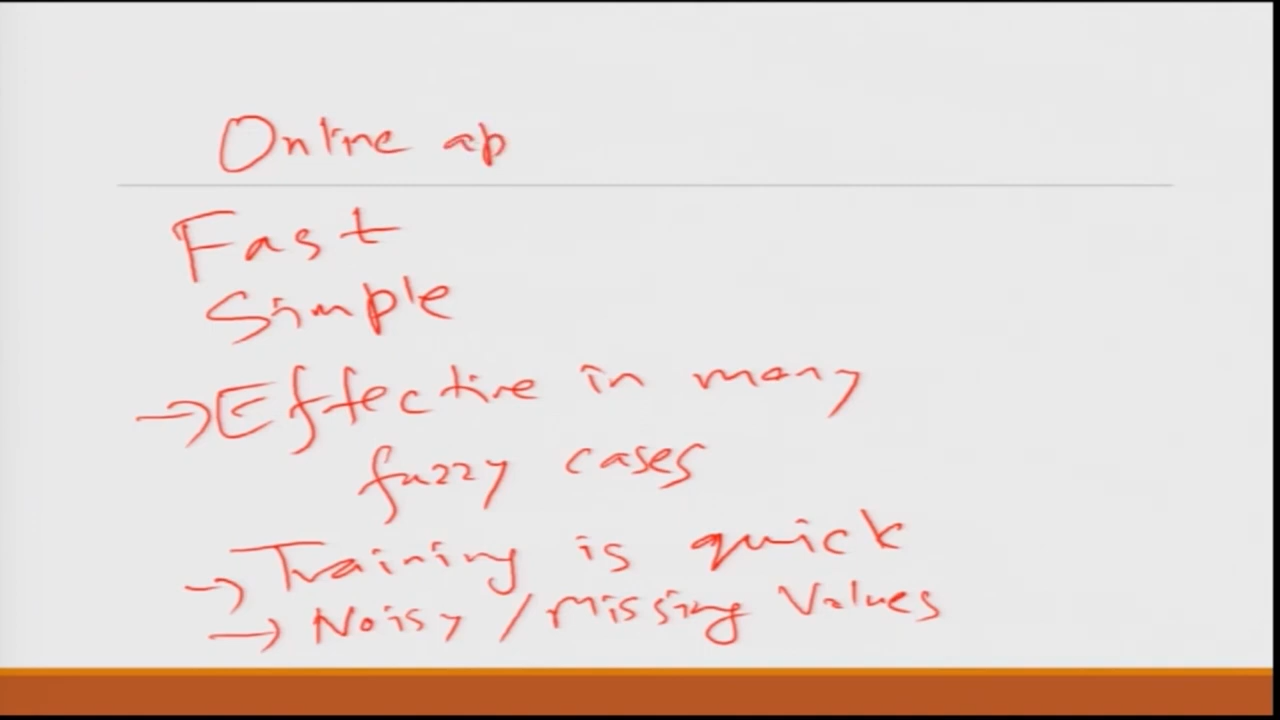 Online ap
Fast
Simple
→ Effective in many
fuzzy cases
→ Training is quick
→ Noisy / Missing Values